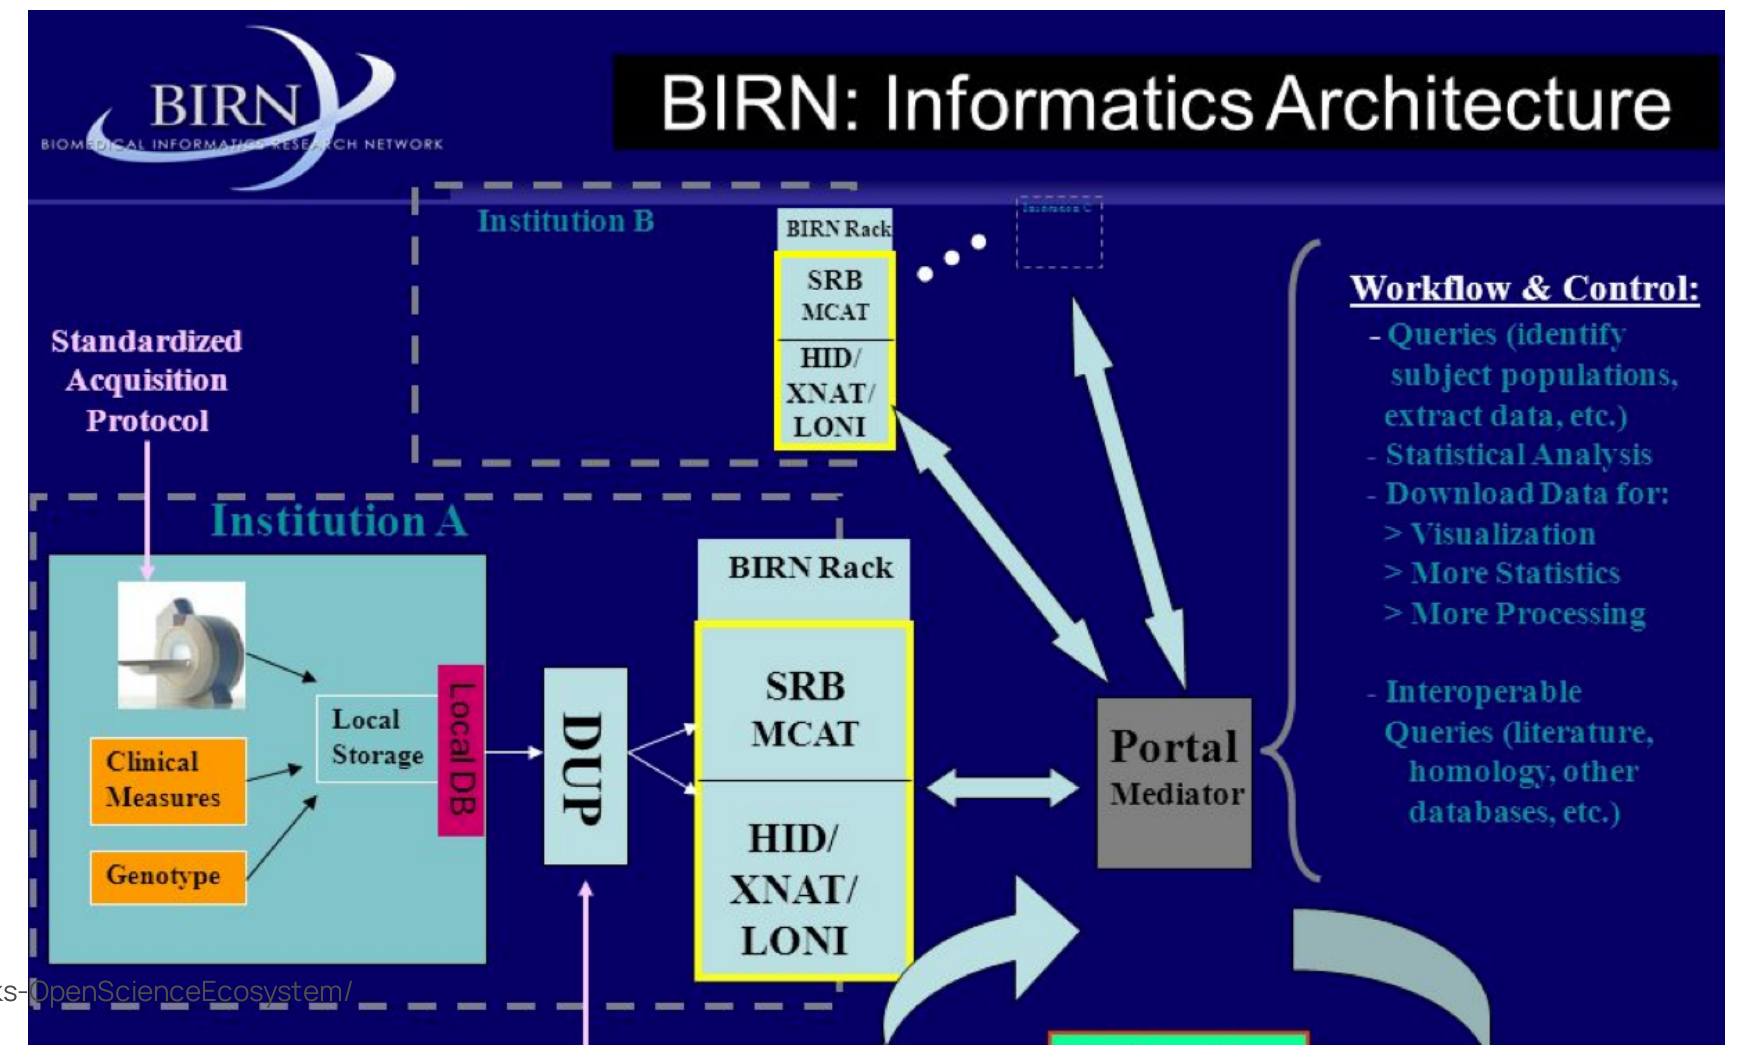 BIRN
BIOMEDICAL INFORMATICS RESEARCH NETWORK
BIRN: Informatics Architecture
Institution B
BIRN Rack
SRB
MCAT
HID/
XNAT/
LONI
Institution C
Standardized
Acquisition
Protocol
Institution A
Clinical
Measures
Genotype
Local
Storage
Local DB
DUP
BIRN Rack
SRB
MCAT
HID/
XNAT/
LONI
Portal
Mediator
Workflow & Control:
- Queries (identify
subject populations,
extract data, etc.)
- Statistical Analysis
- Download Data for:
> Visualization
> More Statistics
> More Processing
- Interoperable
Queries (literature,
homology, other
databases, etc.)
ks-OpenScienceEcosystem/